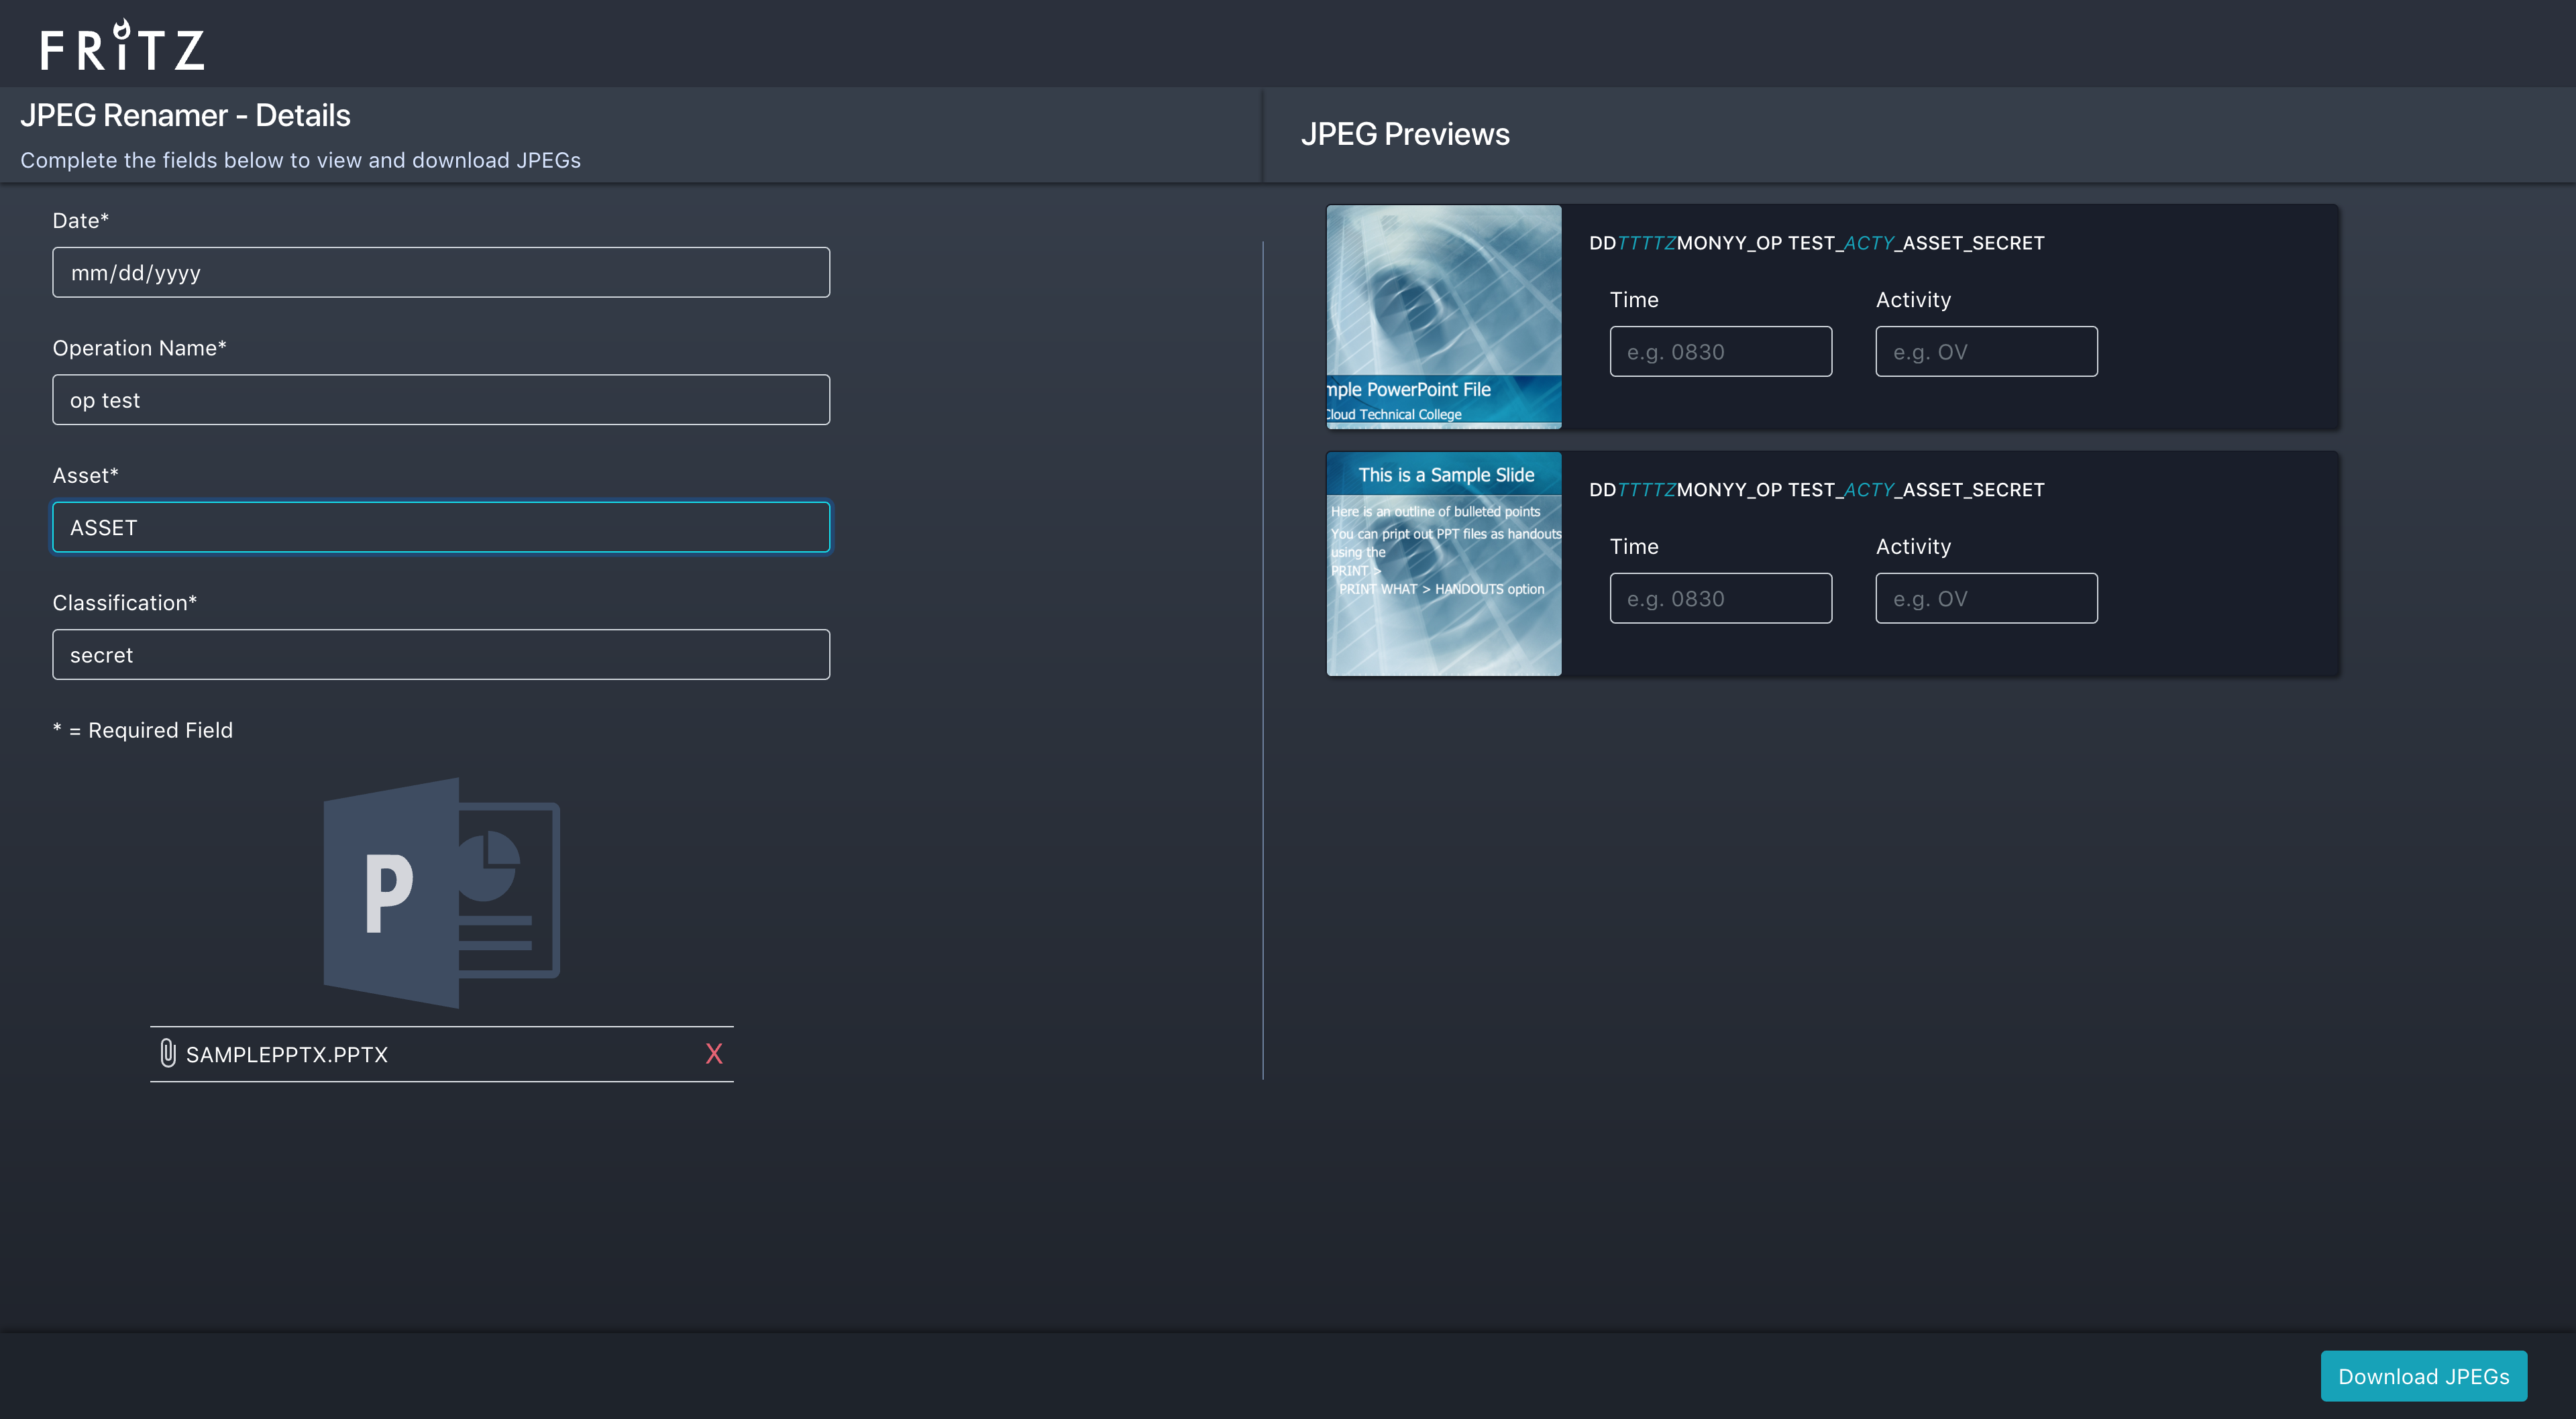 FRiTZ
JPEG Renamer - Details
Complete the fields below to view and download JPEGs
Date*
mm/dd/yyyy
Operation Name*
op test
Asset*
ASSET
Classification*
secret
* = Required Field
P
SAMPLEPPTX.PPTX
X
JPEG Previews
mple PowerPoint File
Cloud Technical College
DDTTTTZMONYY_OP TEST_ACTY_ASSET_SECRET
Time
Activity
e.g. 0830
e.g. OV
This is a Sample Slide
Here is an outline of bulleted points
You can print out PPT files as handouts
using the
PRINT >
PRINT WHAT > HANDOUTS option
DDTTTTZMONYY_OP TEST_ACTY_ASSET_SECRET
Time
Activity
e.g. 0830
e.g. OV
Download JPEGs